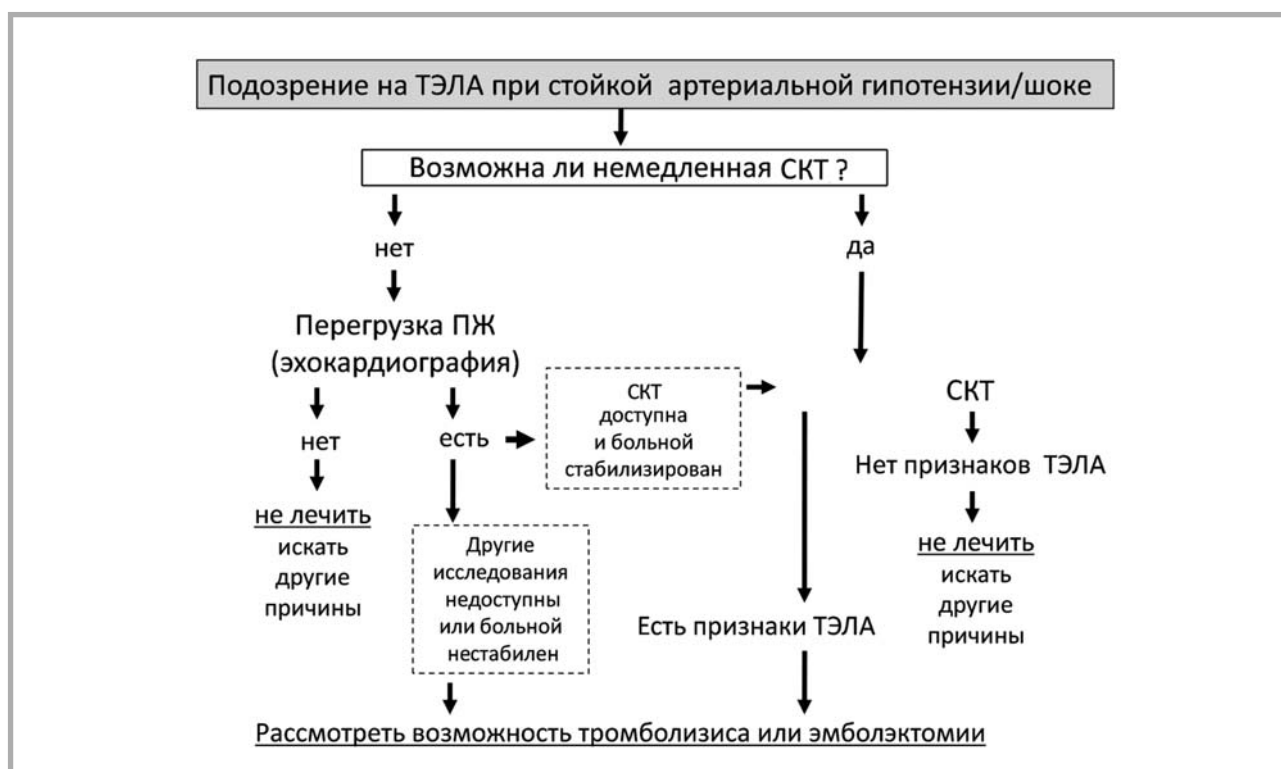 Подозрение на ТЭЛА при стойкой артериальной гипотензии/шоке
Возможна ли немедленная СКТ ?
нет
да
Перегрузка ПЖ
(эхокардиография)
нет
есть
СКТ
доступна
и больной
стабилизирован
СКТ
Нет признаков ТЭЛА
не лечить
искать
другие
причины
Другие
исследования
недоступны
или больной
нестабилен
Есть признаки ТЭЛА
не лечить
искать
другие
причины
Рассмотреть возможность тромболизиса или эмболэктомии